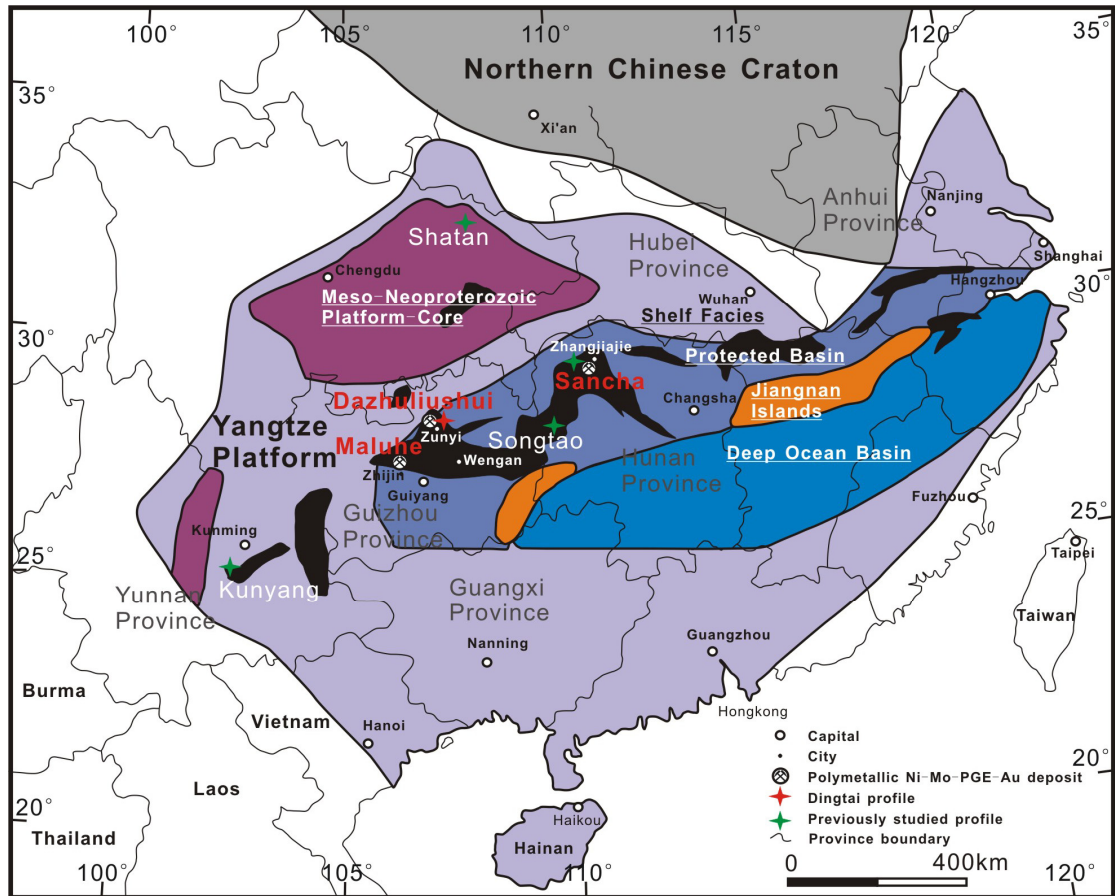 100°
105°
110°
115°
120°
35°
Northern Chinese Craton
35°
Xi'an
Anhui
Province
Nanjing
Shatan
Hubei
Province
Shanghai
Chengdu
30°
Hangzhou
Meso-Neoproterozoic
Platform-Core
Wuhan
Shelf Facies
30°
Zhangjiajie
Protected Basin
Sancha
Jiangnan
Islands
Dazhuliushui
Changsha
Yangtze
Platform
Zunyi
Songtao
Maluhe
Wengan
Deep Ocean Basin
Zhijin
Hunan
Province
Guiyang
Fuzhou
Guizhou
Province
25°
Kunming
25°
Taipei
Kunyang
Yunnan
Province
Guangxi
Province
Taiwan
Nanning
Guangzhou
Burma
Vietnam
Hongkong
Hanoi
Capital
City
Polymetallic Ni-Mo-PGE-Au deposit
20°
Laos
Dingtai profile
20°
Haikou
Previously studied profile
Thailand
Province boundary
Hainan
0 400km
100°
105°
110°
120°